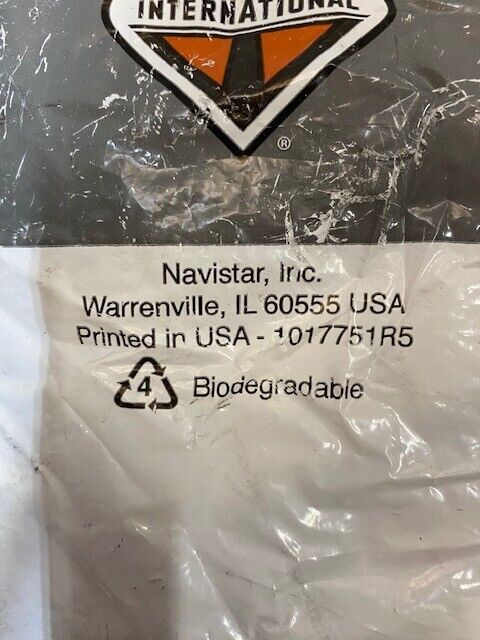 INTERNATIONAL
®
Navistar, Inc.
Warrenville, IL 60555 USA
Printed in USA - 1017751R5
4 Biodegradable